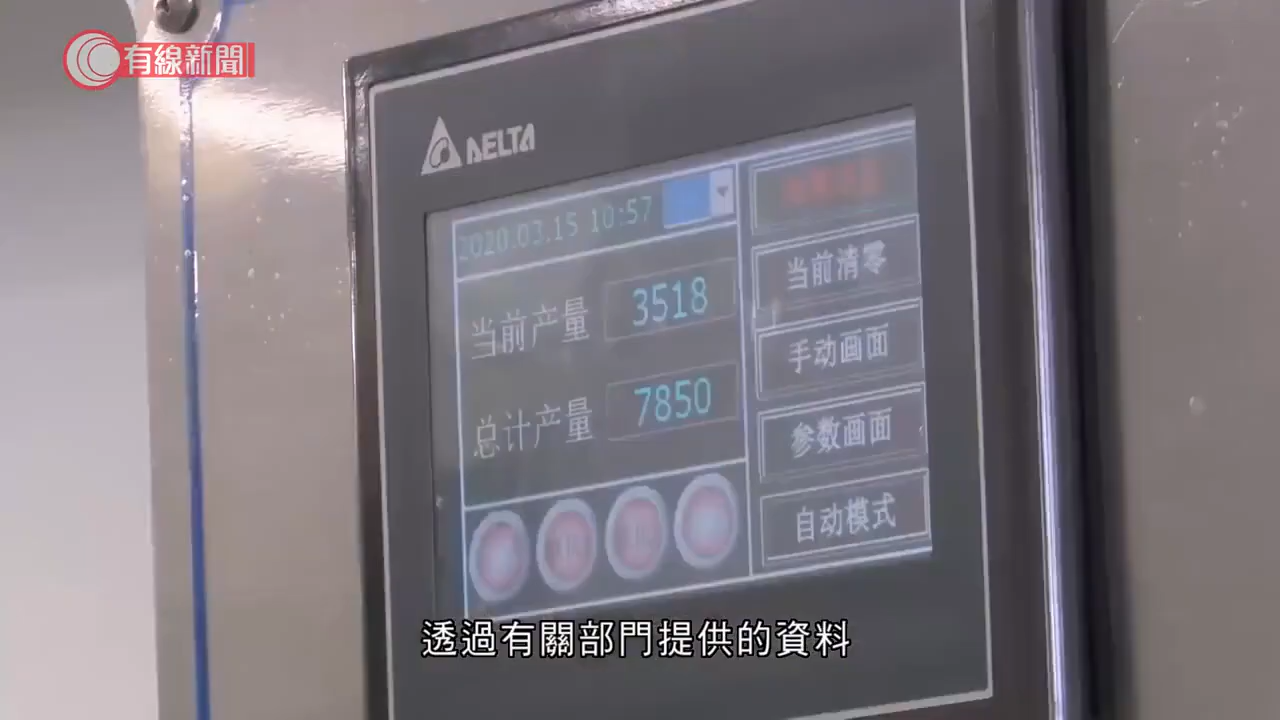 有線新聞
DELTA
2020.03.15 10:57
当前产量 3518
总计产量 7850
当前清零
手动画面
参数画面
自动模式
透過有關部門提供的資料